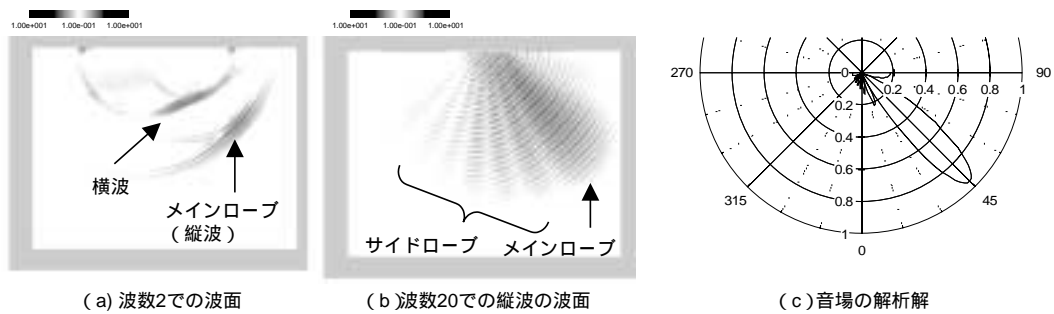 1.00e+001 1.00e-001 1.00e+001
1.00e+001 1.00e-001 1.00e+001
横波
メインローブ
(縦波)
サイドローブ
メインローブ
270
90
0
0.2 0.4 0.6 0.8 1
0.2
0.4
0.6
0.8
1
315
45
0
(a) 波数2での波面
(b)波数20での縦波の波面
(c)音場の解析解